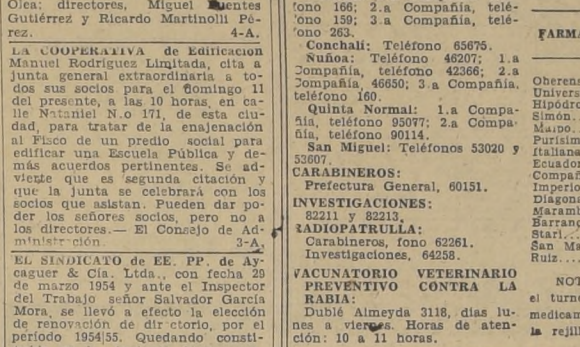 Olea; directores, Miguel Fuentes
Gutiérrez y Ricardo Martinolli Pé-
rez. 4-A.
LA COOPERATIVA de Edificación
Manuel Rodríguez Limitada, cita a
junta general extraordinaria a to-
dos sus socios para el domingo 11
del presente, a las 10 horas, en ca-
lle Nataniel N.o 171, de esta ciu-
dad, para tratar de la enajenación
al Fisco de un predio social para
edificar una Escuela Pública y de-
más acuerdos pertinentes. Se ad-
vierte que es segunda citación y
que la junta se celebrará con los
socios que asistan. Pueden dar po-
der los señores socios, pero no a
los directores.— El Consejo de Ad-
ministración. 3-A.
EL SINDICATO de EE. PP. de Ay-
caguer & Cía. Ltda., con fecha 29
de marzo 1954 y ante el Inspector
del Trabajo señor Salvador García
Mora, se llevó a efecto la elección
de renovación de directorio, por el
período 1954|55. Quedando consti-
ono 166; 2.a Compañía, telé-
fono 159; 3.a Compañía, telé-
fono 263.
Conchalí: Teléfono 65675.
Ñuñoa: Teléfono 46207; 1.a
Compañía, teléfono 42366; 2.a
Compañía, 46650; 3.a Compañía,
teléfono 160.
Quinta Normal: 1.a Compa-
ñía, teléfono 95077; 2.a Compa-
ñía, teléfono 90114.
San Miguel: Teléfonos 53020 y
53607.
CARABINEROS:
Prefectura General, 60151.
INVESTIGACIONES:
82211 y 82213.
RADIOPATRULLA:
Carabineros, fono 62261.
Investigaciones, 64258.
VACUNATORIO VETERINARIO
PREVENTIVO CONTRA LA
RABIA:
Dublé Almeyda 3118, días lu-
nes a viernes. Horas de aten-
ción: 10 a 11 horas.
FARMA
Oheren
Univers
Hipódro
Simón.
Maipo.
Purísim
Italiana
Ecuador
Compañ
Imperio
Diagona
Maramb
Barranc
Starl...
San Ma
Ruiz...
NOT
el turne
medicam
la rejill